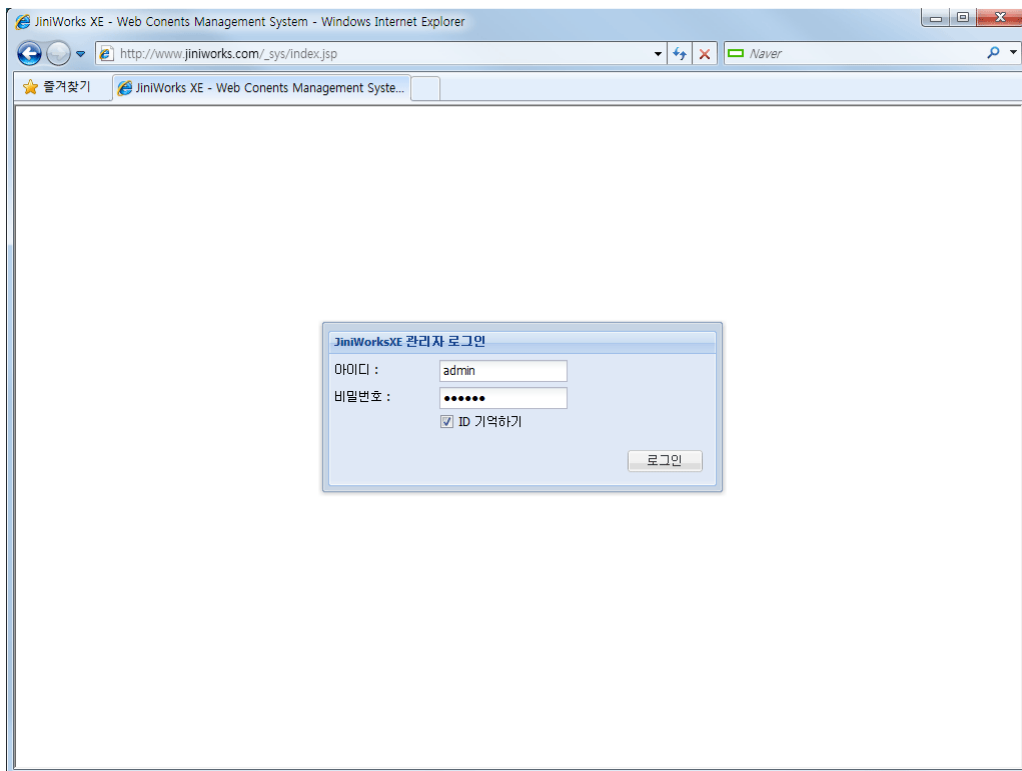 JiniWorks XE - Web Conents Management System - Windows Internet Explorer
http://www.jiniworks.com/_sys/index.jsp
Naver
즐겨찾기
JiniWorks XE - Web Conents Management Syste...
JiniWorksXE 관리자 로그인
아이디 :
admin
비밀번호 :
●●●●●●
ID 기억하기
로그인